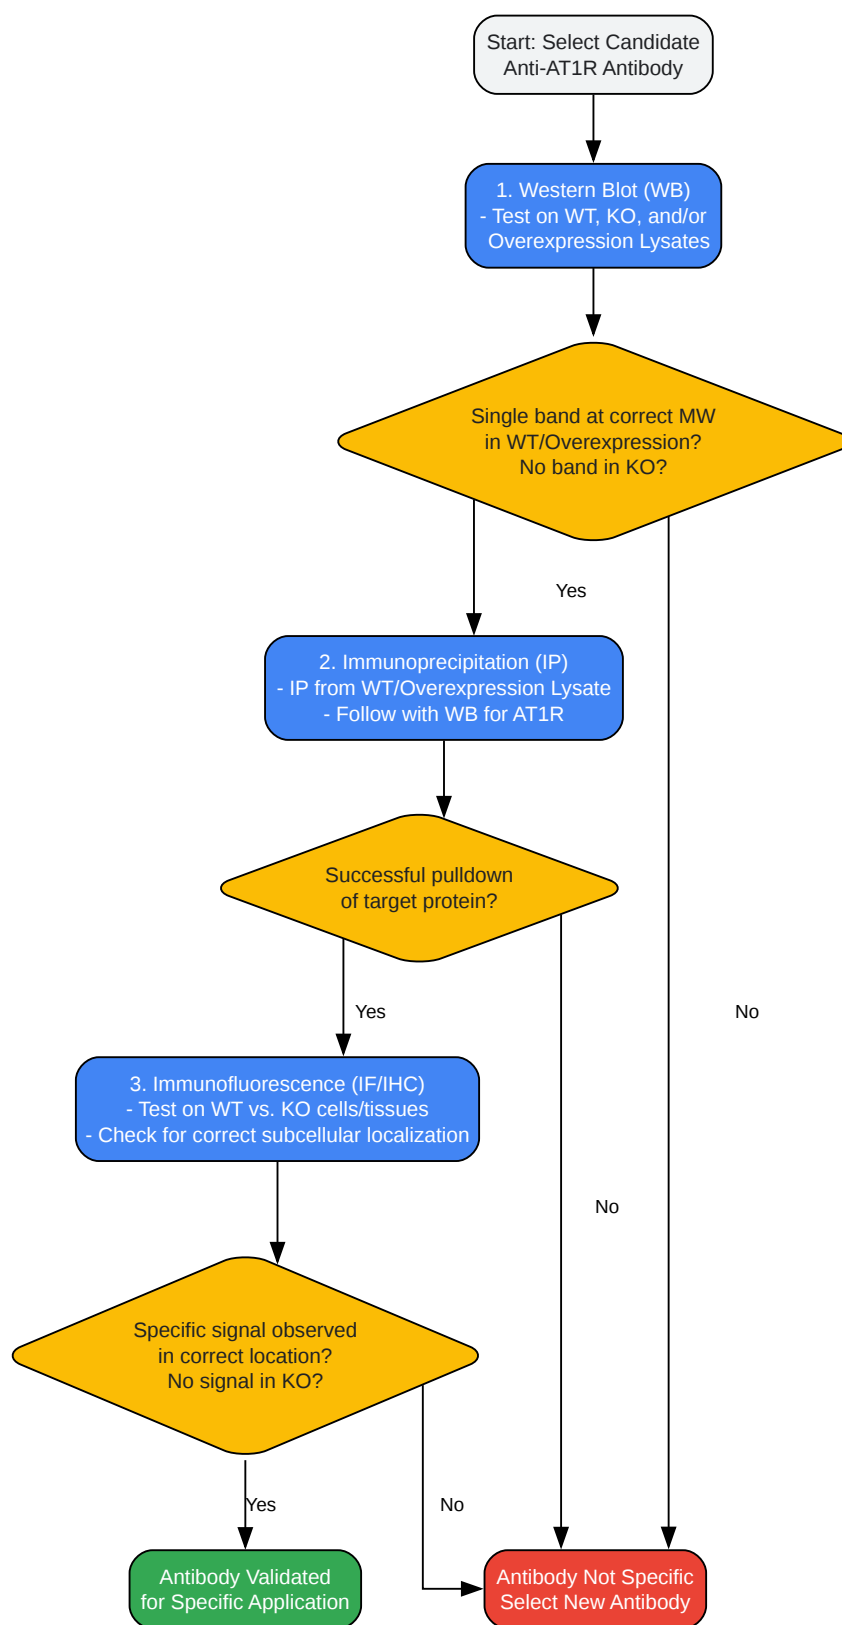 Start: Select Candidate
Anti-AT1R Antibody
1. Western Blot (WB)
- Test on WT, KO, and/or
Overexpression Lysates
Single band at correct MW
in WT/Overexpression?
No band in KO?
Yes
2. Immunoprecipitation (IP)
- IP from WT/Overexpression Lysate
- Follow with WB for AT1R
Successful pulldown
of target protein?
Yes
No
3. Immunofluorescence (IF/IHC)
- Test on WT vs. KO cells/tissues
- Check for correct subcellular localization
No
Specific signal observed
in correct location?
No signal in KO?
Yes
No
Antibody Validated
for Specific Application
Antibody Not Specific
Select New Antibody